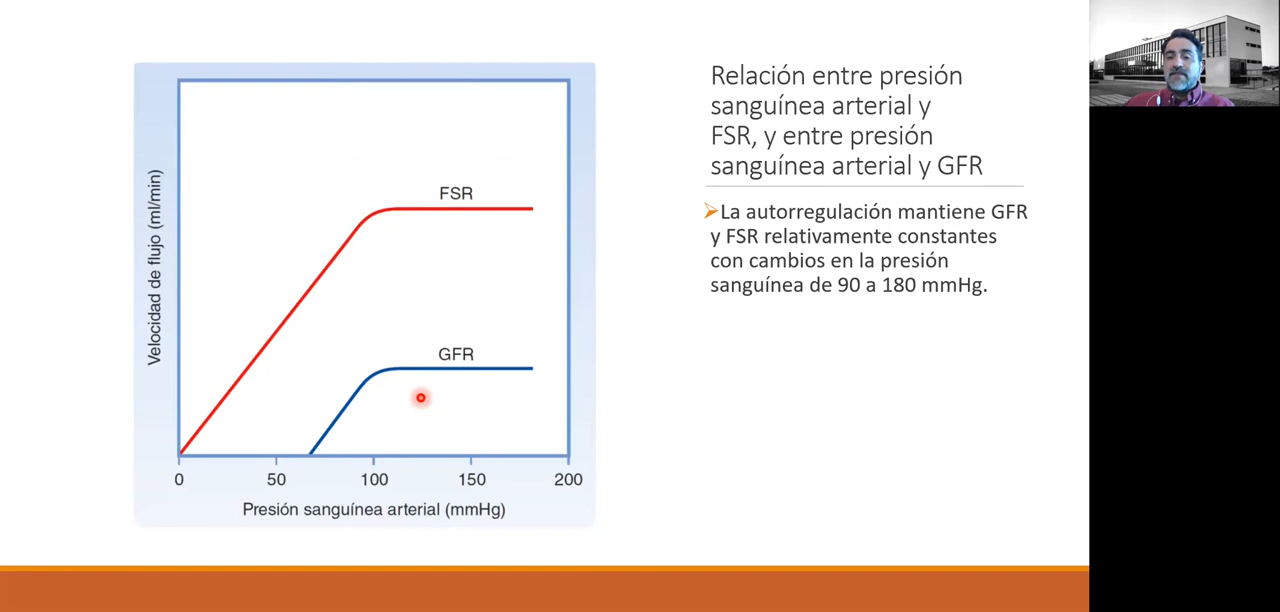 Relación entre presión
sanguínea arterial y
FSR, y entre presión
sanguínea arterial y GFR
➢La autorregulación mantiene GFR
y FSR relativamente constantes
con cambios en la presión
sanguínea de 90 a 180 mmHg.
Velocidad de flujo (ml/min)
FSR
GFR
0 50 100 150 200
Presión sanguínea arterial (mmHg)